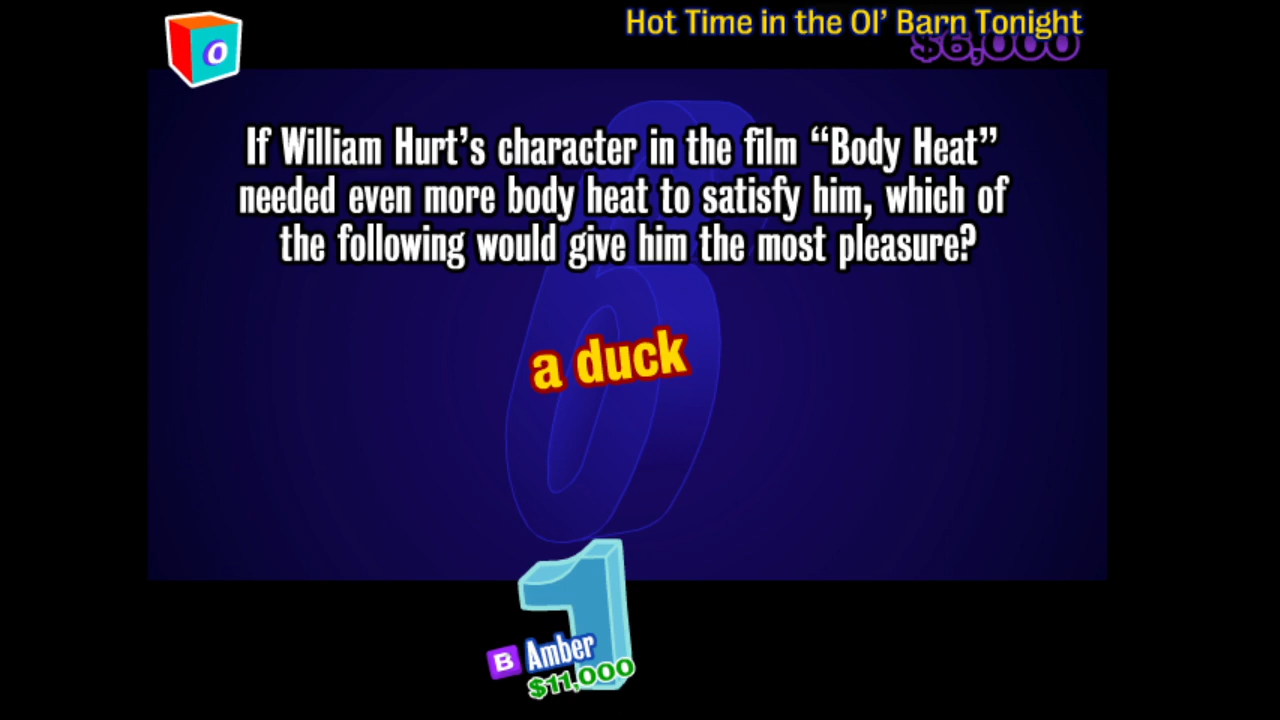 Hot Time in the Ol’ Barn Tonight
$6,000
O
If William Hurt’s character in the film “Body Heat”
needed even more body heat to satisfy him, which of
the following would give him the most pleasure?
a duck
6
1
B Amber
$11,000